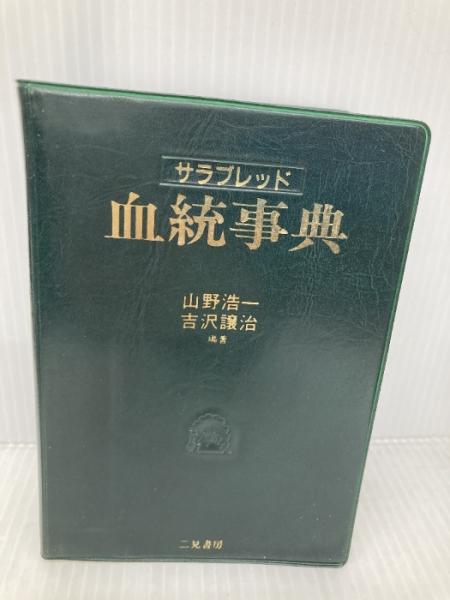 サラブレッド
血統事典
山野浩一
吉沢譲治
編著
二見書房